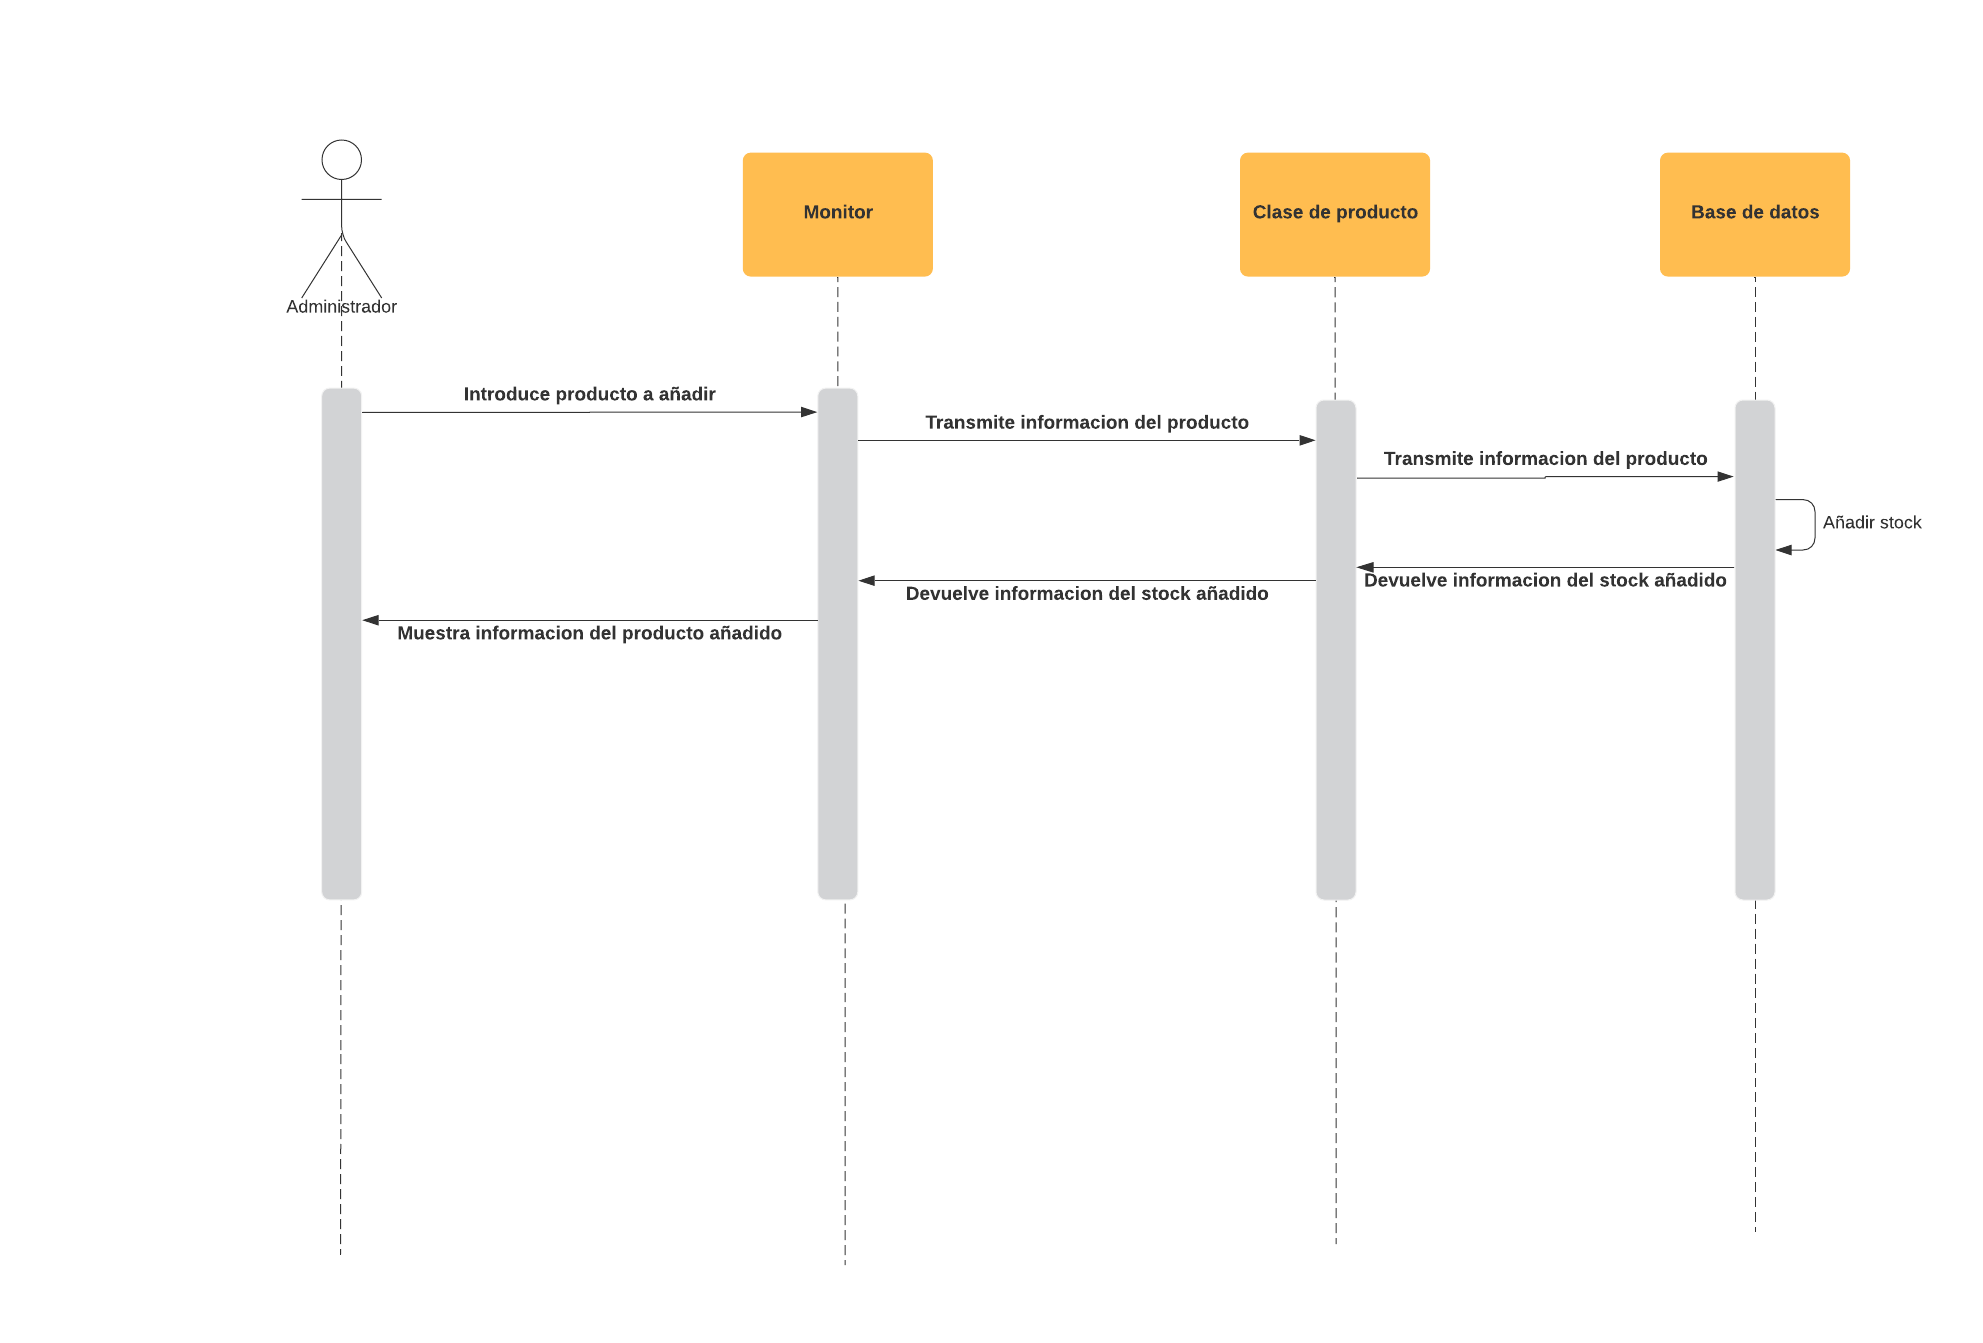 Monitor
Clase de producto
Base de datos
Administrador
Introduce producto a añadir
Transmite informacion del producto
Transmite informacion del producto
Añadir stock
Devuelve informacion del stock añadido
Devuelve informacion del stock añadido
Muestra informacion del producto añadido